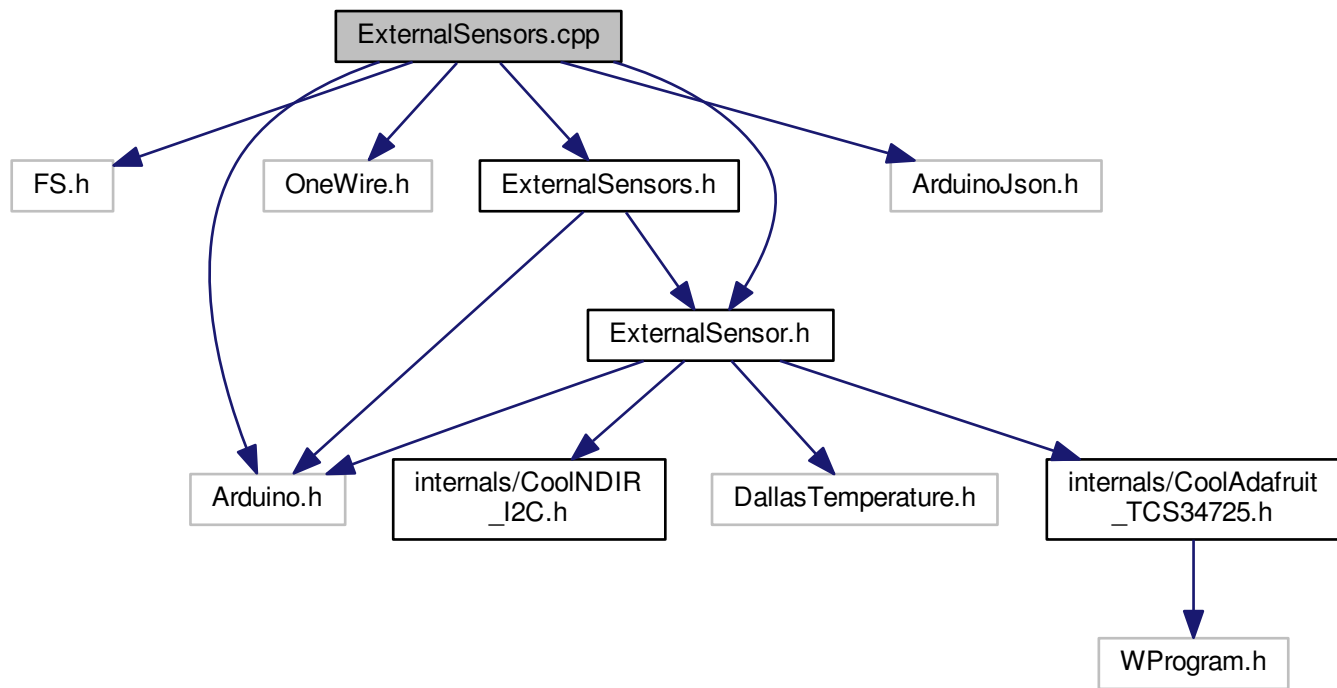 ExternalSensors.cpp
FS.h
OneWire.h
ExternalSensors.h
ArduinoJson.h
ExternalSensor.h
Arduino.h
internals/CoolNDIR
_I2C.h
DallasTemperature.h
internals/CoolAdafruit
_TCS34725.h
WProgram.h